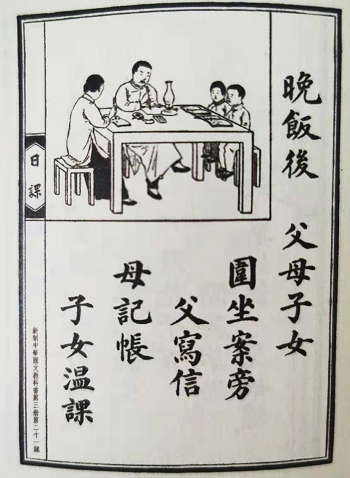 晚飯後 父母子女
圍坐案旁
父寫信
母記帳
子女溫課
日課
新制中華國文教科書第三冊第二十一課